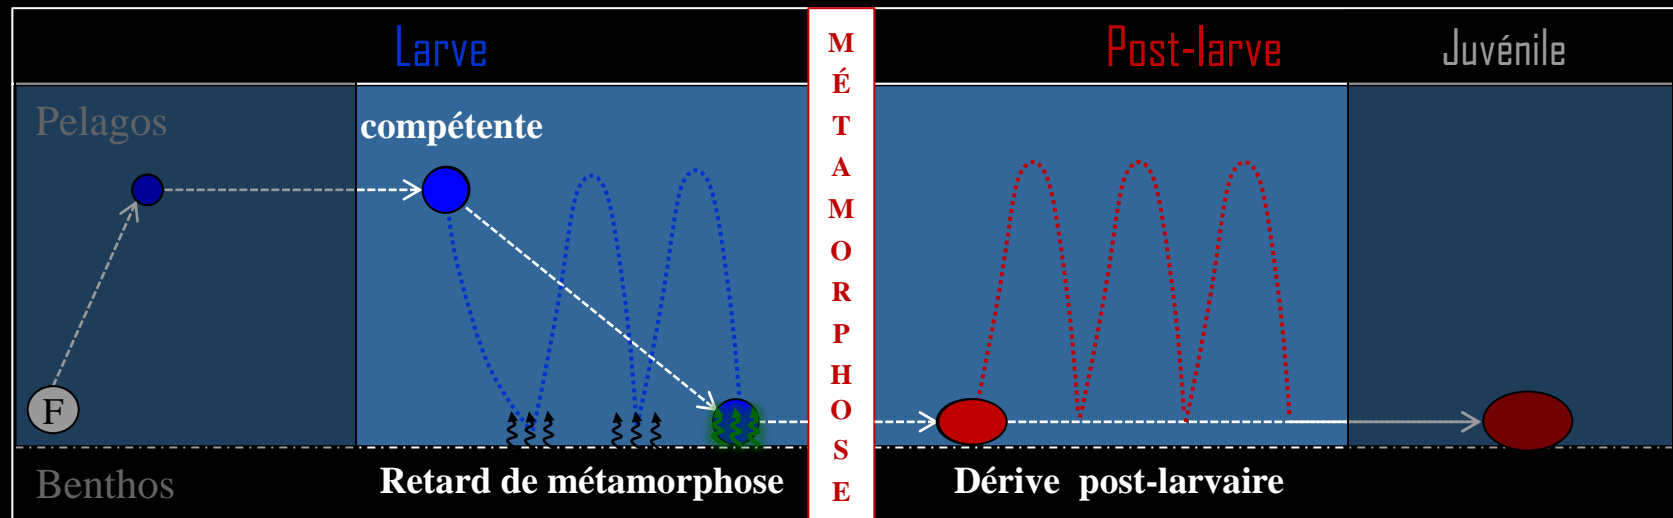 Larve
MÉTAMORPHOSE
Post-larve
Juvénile
Pelagos
compétente
F
Benthos
Retard de métamorphose
Dérive post-larvaire